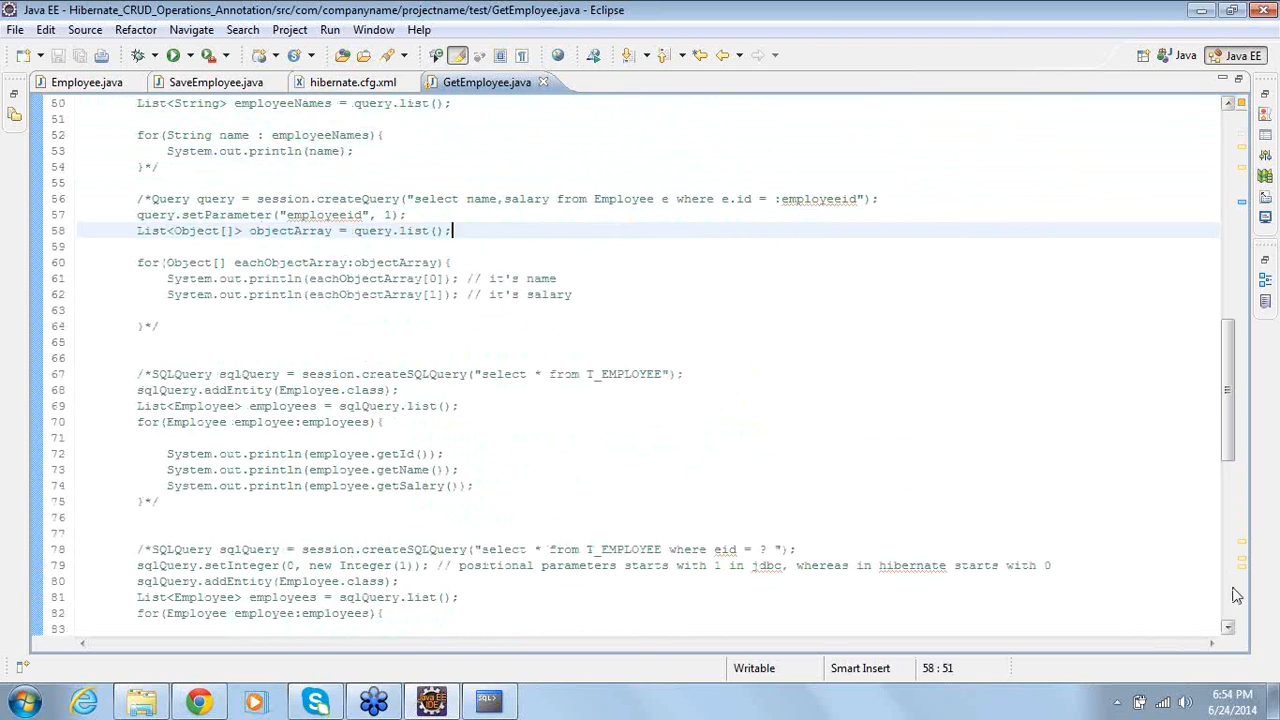 Java EE - Hibernate_CRUD_Operations_Annotation/src/com/companyname/projectname/test/GetEmployee.java - Eclipse
File Edit Source Refactor Navigate Search Project Run Window Help
Java Java EE
Employee.java SaveEmployee.java hibernate.cfg.xml GetEmployee.java
50 List<String> employeeNames = query.list();
51
52 for(String name : employeeNames){
53 System.out.println(name);
54 }*/
55
56 /*Query query = session.createQuery("select name,salary from Employee e where e.id = :employeeid");
57 query.setParameter("employeeid", 1);
58 List<Object[]> objectArray = query.list();
59
60 for(Object[] eachObjectArray:objectArray){
61 System.out.println(eachObjectArray[0]); // it's name
62 System.out.println(eachObjectArray[1]); // it's salary
63
64 }*/
65
66
67 /*SQLQuery sqlQuery = session.createSQLQuery("select * from T_EMPLOYEE");
68 sqlQuery.addEntity(Employee.class);
69 List<Employee> employees = sqlQuery.list();
70 for(Employee employee:employees){
71
72 System.out.println(employee.getId());
73 System.out.println(employee.getName());
74 System.out.println(employee.getSalary());
75 }*/
76
77
78 /*SQLQuery sqlQuery = session.createSQLQuery("select * from T_EMPLOYEE where eid = ? ");
79 sqlQuery.setInteger(0, new Integer(1)); // positional parameters starts with 1 in jdbc, whereas in hibernate starts with 0
80 sqlQuery.addEntity(Employee.class);
81 List<Employee> employees = sqlQuery.list();
82 for(Employee employee:employees){
83
Writable Smart Insert 58 : 51
6:54 PM
6/24/2014